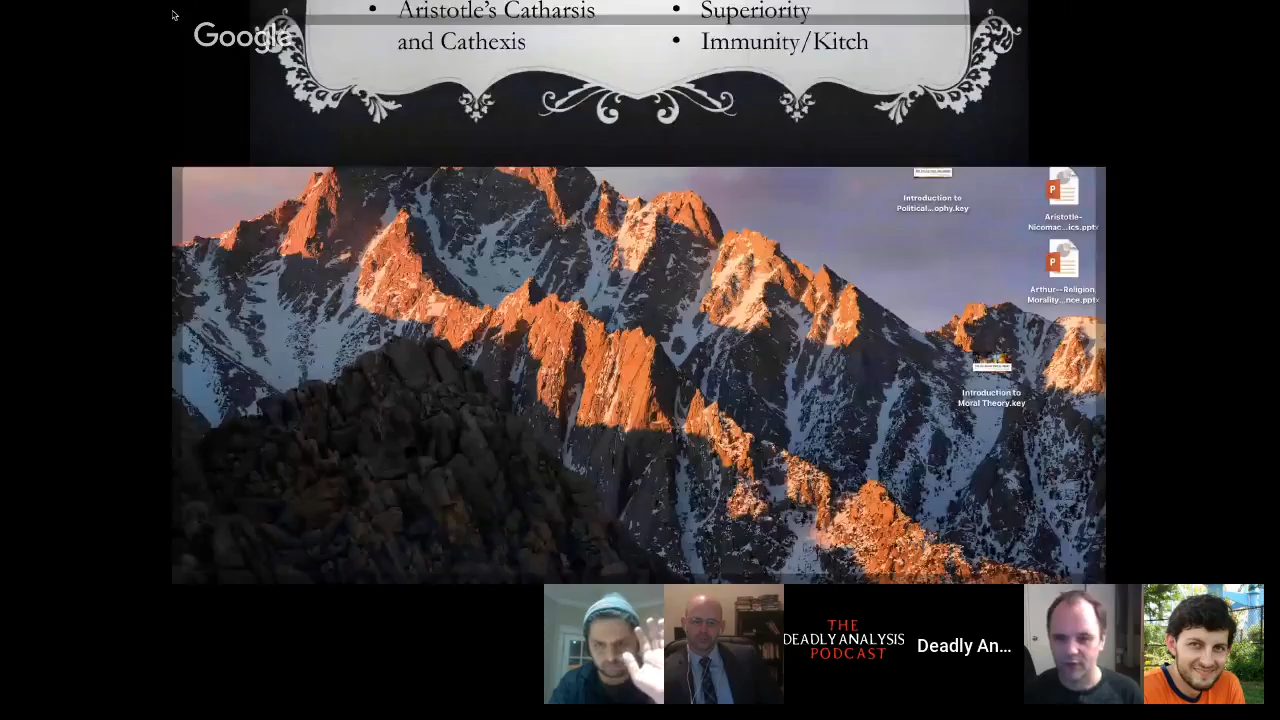 • Aristotle's Catharsis
and Cathexis
• Superiority
• Immunity/Kitch
Google
Introduction to
Political...ophy.key
P
Aristotle-
Nicomac...ics.pptx
P
Arthur--Religion,
Morality...nce.pptx
Introduction to
Moral Theory.key
THE
DEADLY ANALYSIS
PODCAST
Deadly An...